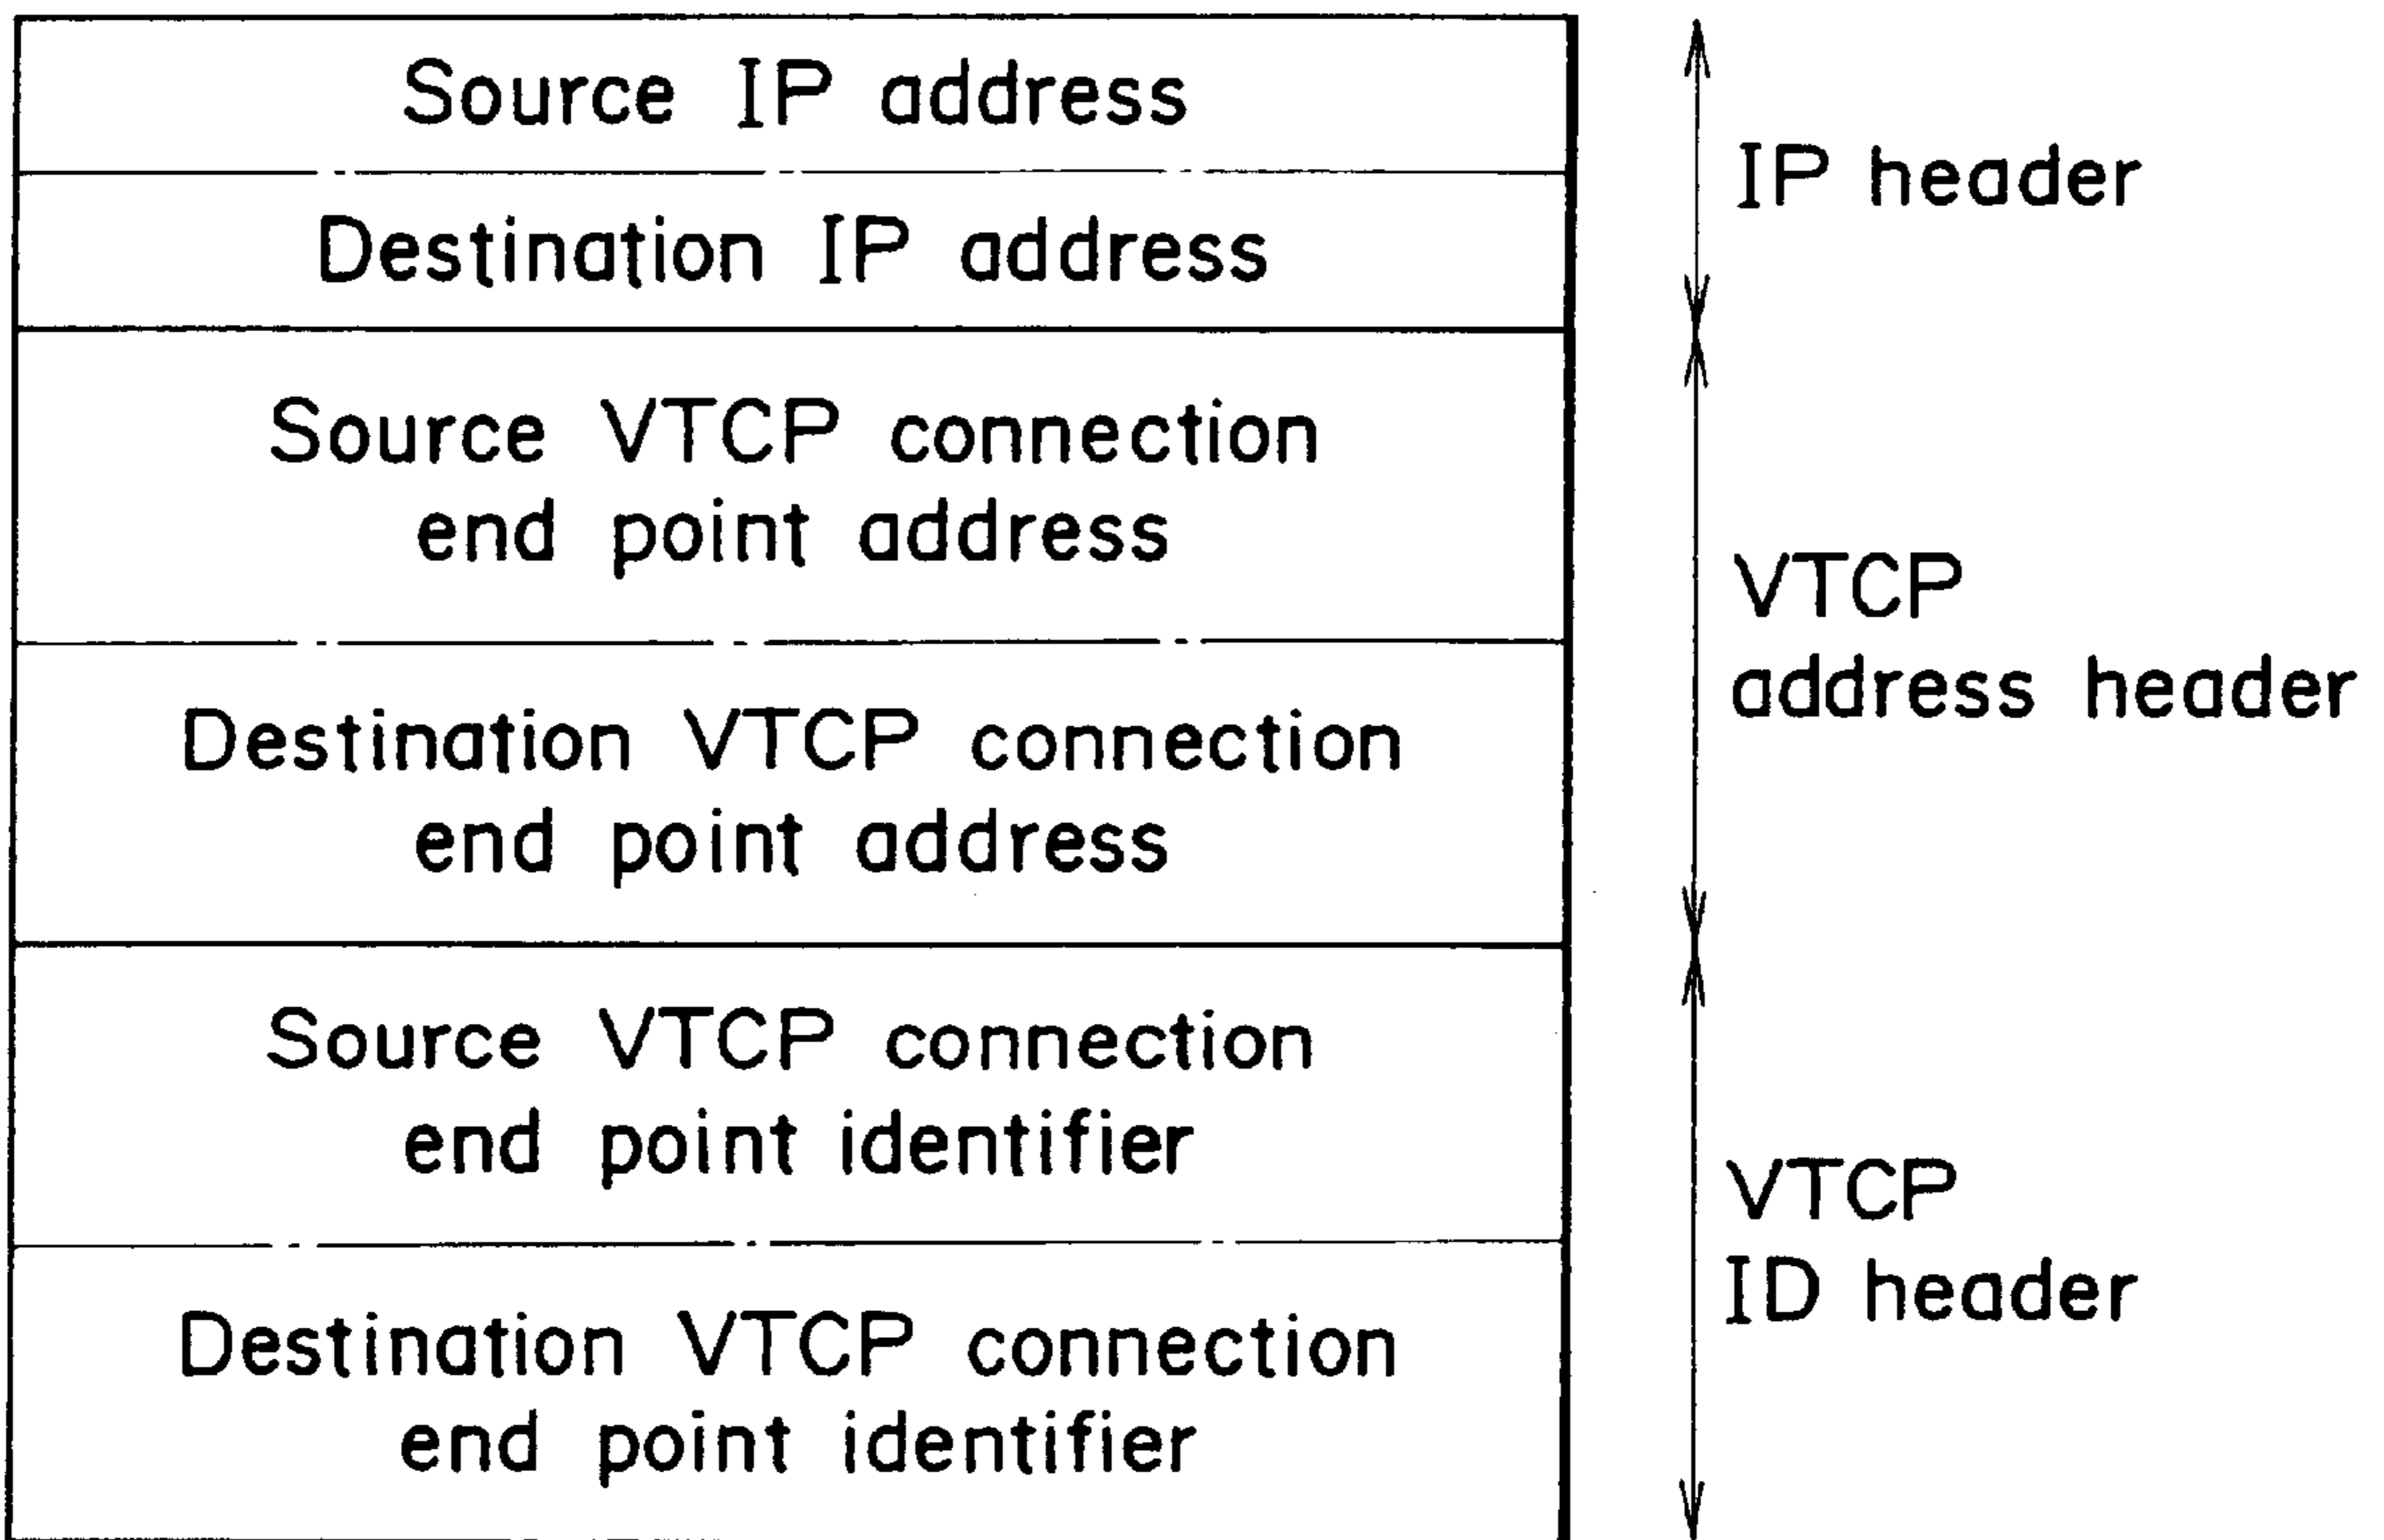 Source IP address
Destination IP address
IP header
Source VTCP connection
end point address
Destination VTCP connection
end point address
VTCP
address header
Source VTCP connection
end point identifier
Destination VTCP connection
end point identifier
VTCP
ID header